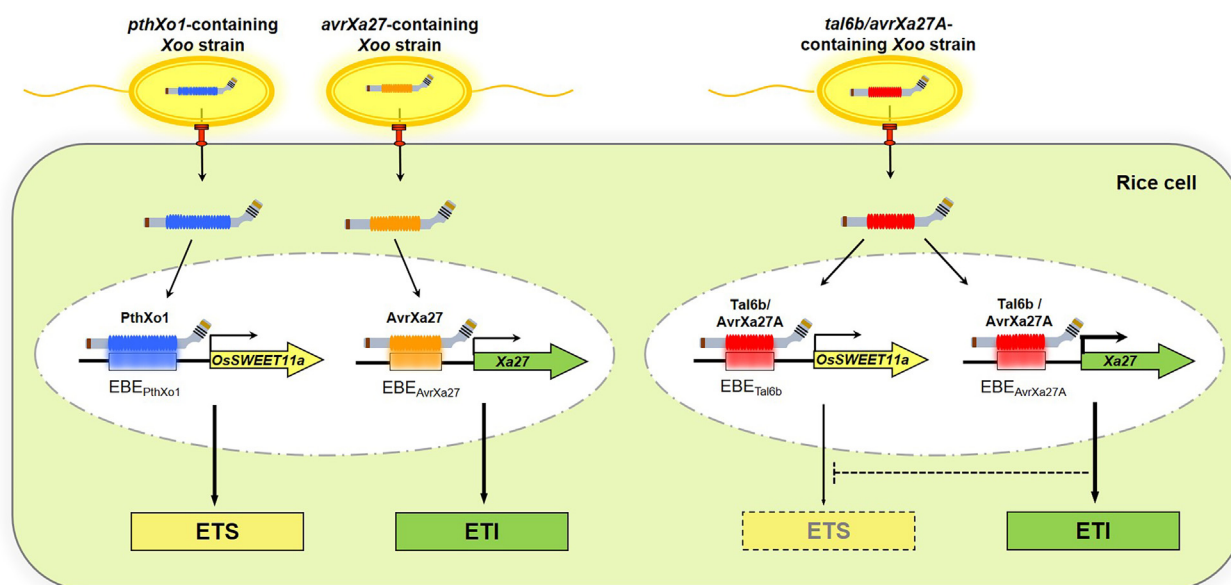 pthXo1-containing
Xoo strain
avrXa27-containing
Xoo strain
tal6b/avrXa27A-
containing Xoo strain
Rice cell
PthXo1
OsSWEET11a
EBEPthXo1
AvrXa27
Xa27
EBEAvrXa27
Tal6b/
AvrXa27A
OsSWEET11a
EBETal6b
Tal6b /
AvrXa27A
Xa27
EBEAvrXa27A
ETS
ETI
ETS
ETI